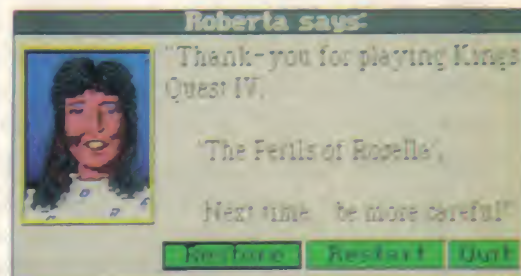 Roberta says:
"Thank-you for playing Kings
Quest IV,
'The Perils of Rosella',
Next time be more careful!"
Restore Restart Quit